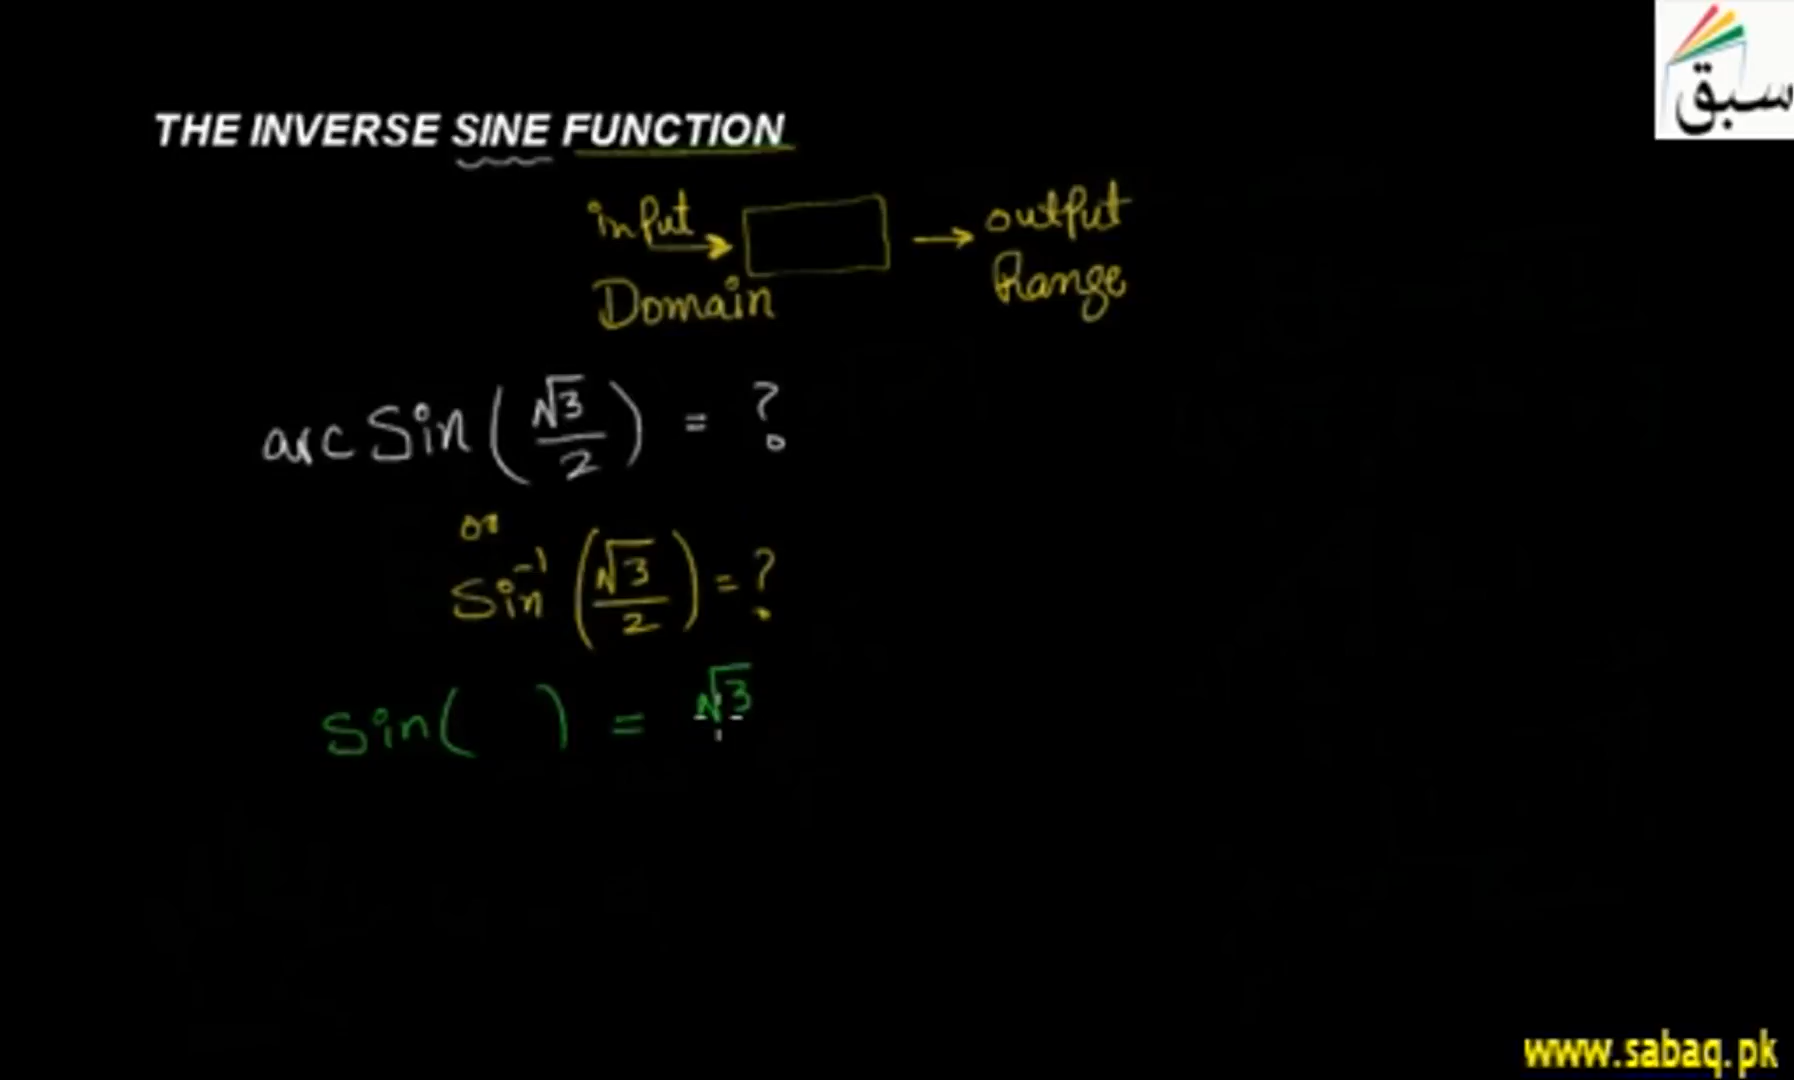 سبق
THE INVERSE SINE FUNCTION
input → → output
Domain Range
arc Sin(√3/2) = ?
or
Sin⁻¹(√3/2) = ?
Sin( ) = √3
www.sabaq.pk